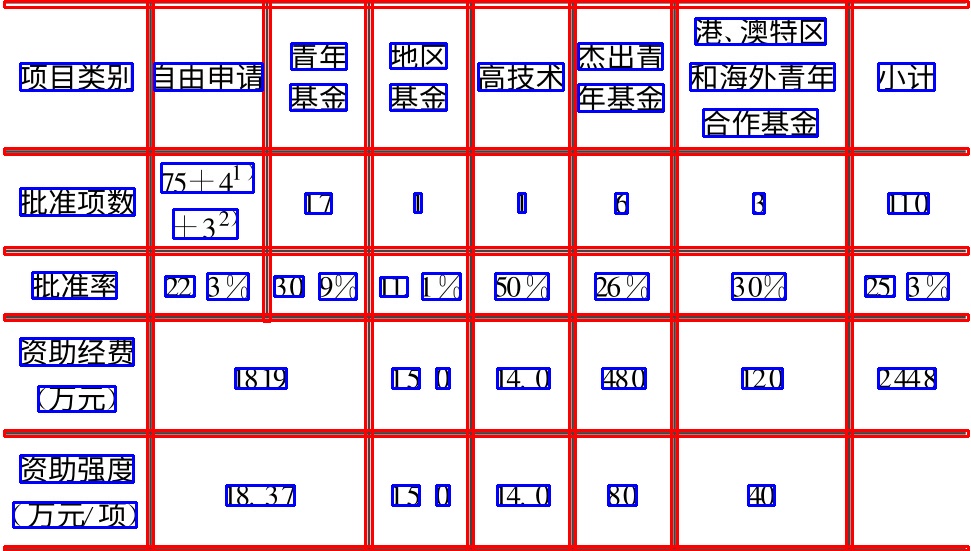 项目类别 自由申请 青年基金 地区基金 高技术 杰出青年基金 港、澳特区和海外青年合作基金 小计
批准项数 75+4¹⁾+3²⁾ 17 1 1 6 3 110
批准率 22 3% 30 9% 11 1% 50% 26% 30% 25 3%
资助经费(万元) 1819 15 0 14.0 480 120 2448
资助强度(万元/项) 18.37 15 0 14.0 80 40